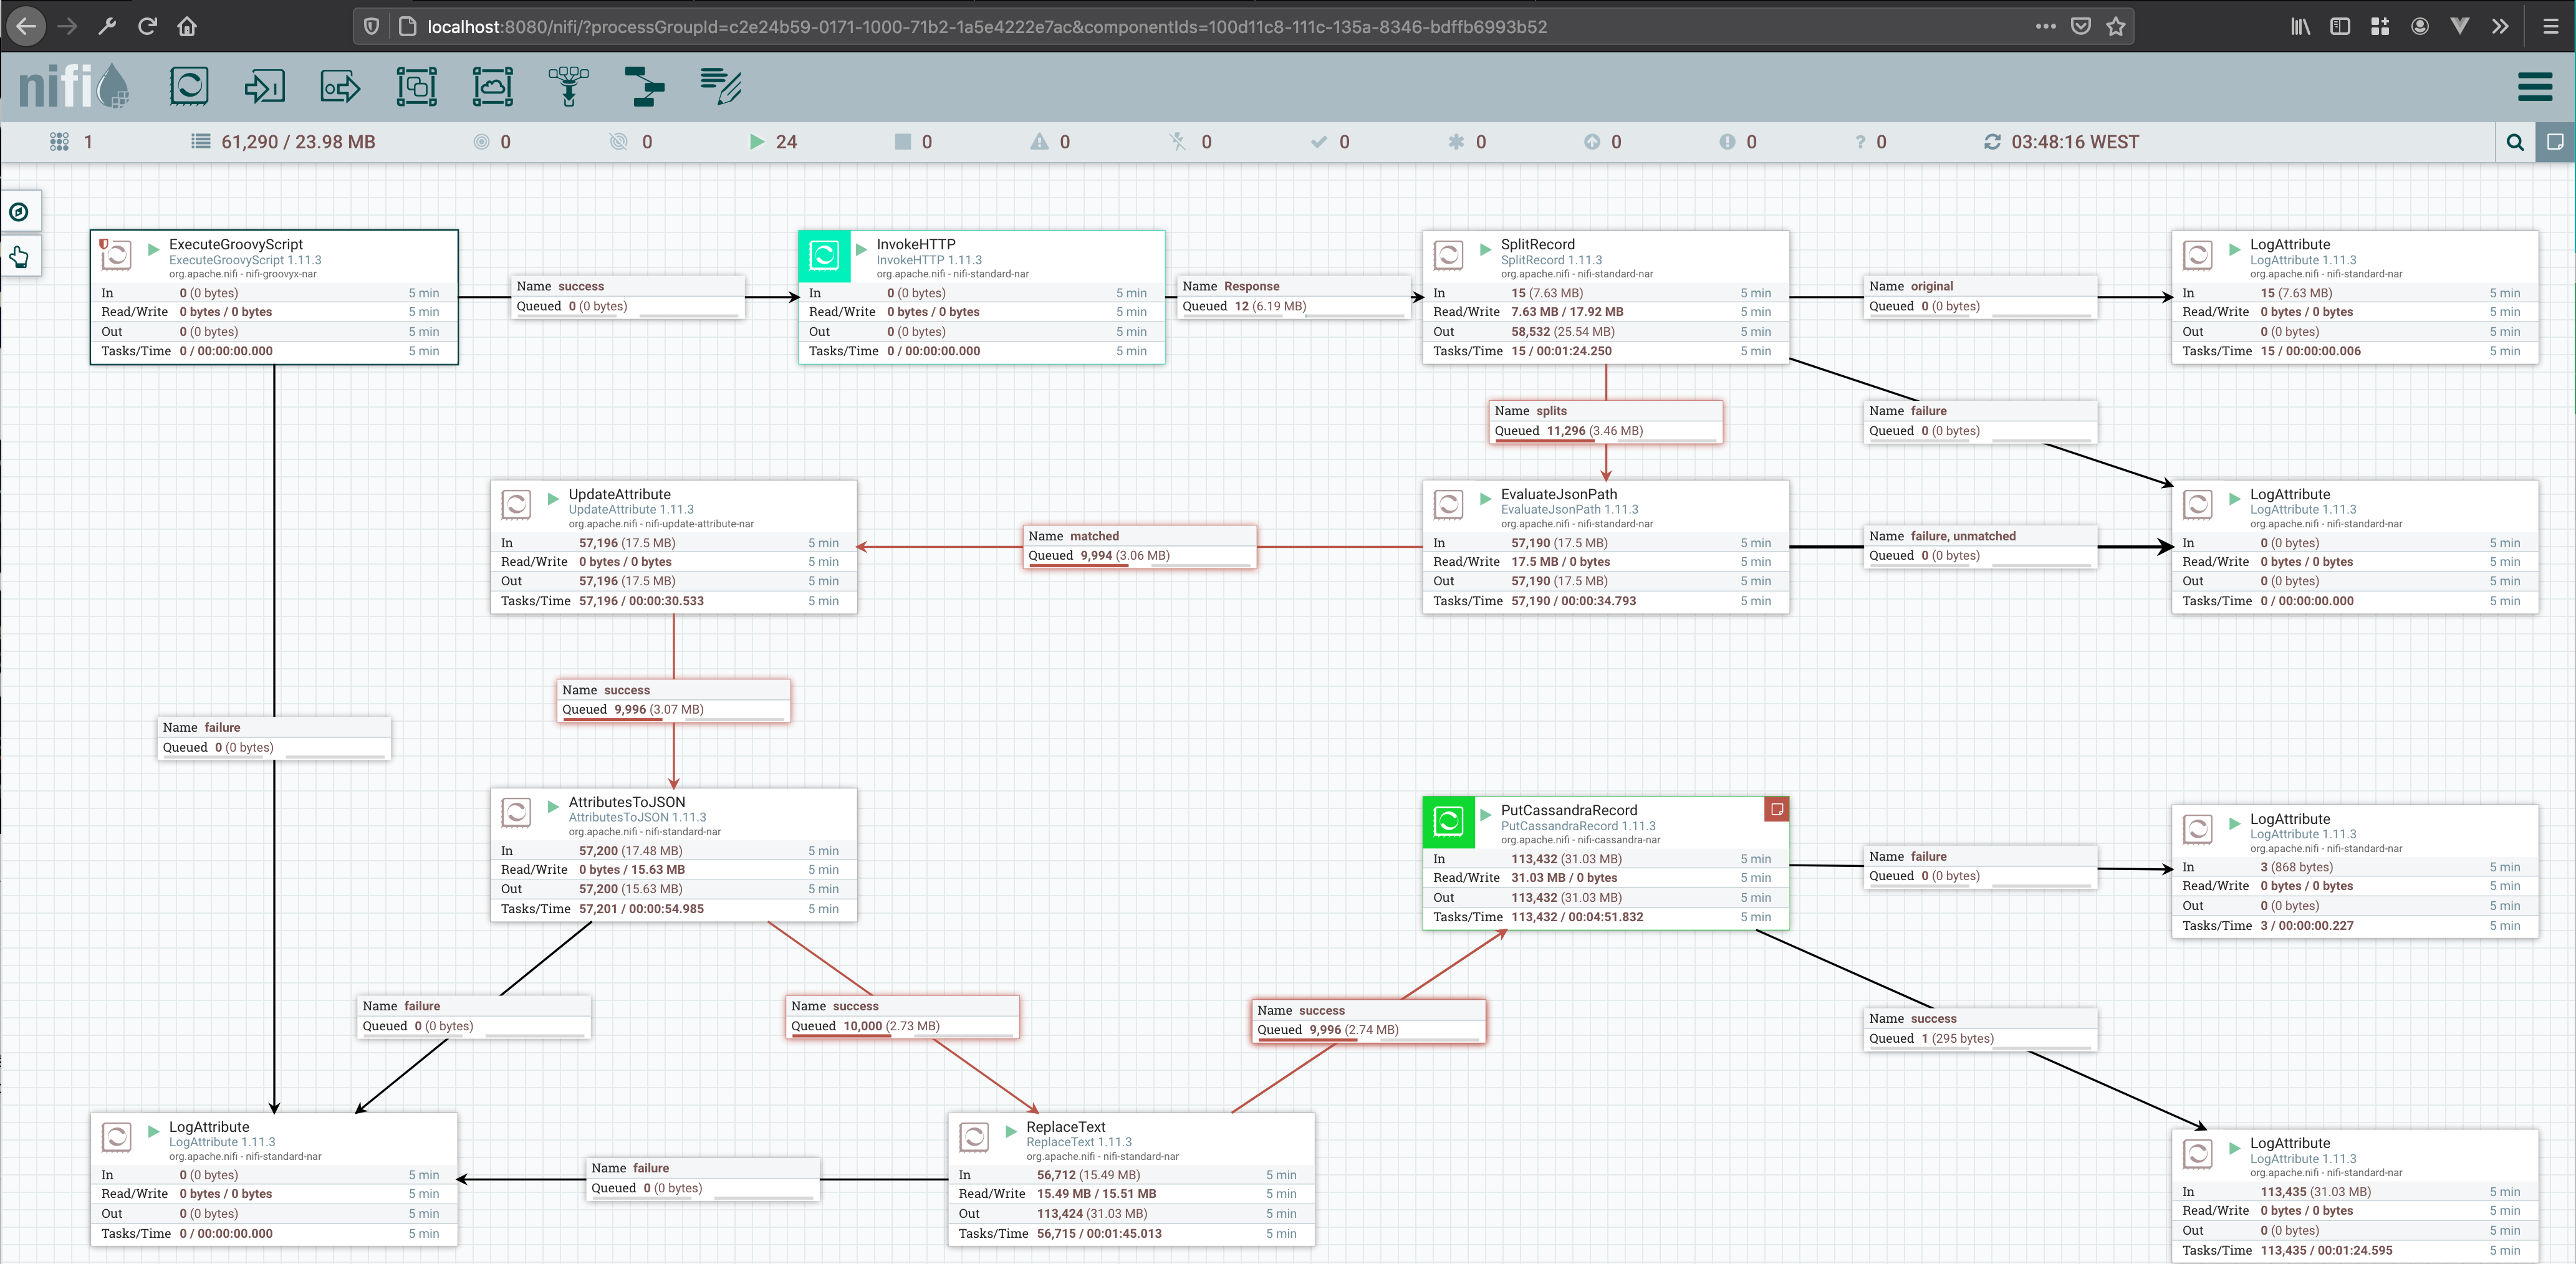 localhost:8080/nifi/?processGroupId=c2e24b59-0171-1000-71b2-1a5e4222e7ac&componentIds=100d11c8-111c-135a-8346-bdffb6993b52
nifi
1 61,290 / 23.98 MB 0 0 24 0 0 0 0 0 0 0 0 03:48:16 WEST
ExecuteGroovyScript
ExecuteGroovyScript 1.11.3
org.apache.nifi - nifi-groovyx-nar
In 0 (0 bytes) 5 min
Read/Write 0 bytes / 0 bytes 5 min
Out 0 (0 bytes) 5 min
Tasks/Time 0 / 00:00:00.000 5 min
Name success
Queued 0 (0 bytes)
InvokeHTTP
InvokeHTTP 1.11.3
org.apache.nifi - nifi-standard-nar
In 0 (0 bytes) 5 min
Read/Write 0 bytes / 0 bytes 5 min
Out 0 (0 bytes) 5 min
Tasks/Time 0 / 00:00:00.000 5 min
Name Response
Queued 12 (6.19 MB)
SplitRecord
SplitRecord 1.11.3
org.apache.nifi - nifi-standard-nar
In 15 (7.63 MB) 5 min
Read/Write 7.63 MB / 17.92 MB 5 min
Out 58,532 (25.54 MB) 5 min
Tasks/Time 15 / 00:01:24.250 5 min
Name original
Queued 0 (0 bytes)
LogAttribute
LogAttribute 1.11.3
org.apache.nifi - nifi-standard-nar
In 15 (7.63 MB) 5 min
Read/Write 0 bytes / 0 bytes 5 min
Out 0 (0 bytes) 5 min
Tasks/Time 15 / 00:00:00.006 5 min
Name splits
Queued 11,296 (3.46 MB)
Name failure
Queued 0 (0 bytes)
UpdateAttribute
UpdateAttribute 1.11.3
org.apache.nifi - nifi-update-attribute-nar
In 57,196 (17.5 MB) 5 min
Read/Write 0 bytes / 0 bytes 5 min
Out 57,196 (17.5 MB) 5 min
Tasks/Time 57,196 / 00:00:30.533 5 min
Name matched
Queued 9,994 (3.06 MB)
EvaluateJsonPath
EvaluateJsonPath 1.11.3
org.apache.nifi - nifi-standard-nar
In 57,190 (17.5 MB) 5 min
Read/Write 17.5 MB / 0 bytes 5 min
Out 57,190 (17.5 MB) 5 min
Tasks/Time 57,190 / 00:00:34.793 5 min
Name failure, unmatched
Queued 0 (0 bytes)
LogAttribute
LogAttribute 1.11.3
org.apache.nifi - nifi-standard-nar
In 0 (0 bytes) 5 min
Read/Write 0 bytes / 0 bytes 5 min
Out 0 (0 bytes) 5 min
Tasks/Time 0 / 00:00:00.000 5 min
Name success
Queued 9,996 (3.07 MB)
Name failure
Queued 0 (0 bytes)
AttributesToJSON
AttributesToJSON 1.11.3
org.apache.nifi - nifi-standard-nar
In 57,200 (17.48 MB) 5 min
Read/Write 0 bytes / 15.63 MB 5 min
Out 57,200 (15.63 MB) 5 min
Tasks/Time 57,201 / 00:00:54.985 5 min
PutCassandraRecord
PutCassandraRecord 1.11.3
org.apache.nifi - nifi-cassandra-nar
In 113,432 (31.03 MB) 5 min
Read/Write 31.03 MB / 0 bytes 5 min
Out 113,432 (31.03 MB) 5 min
Tasks/Time 113,432 / 00:04:51.832 5 min
Name failure
Queued 0 (0 bytes)
LogAttribute
LogAttribute 1.11.3
org.apache.nifi - nifi-standard-nar
In 3 (868 bytes) 5 min
Read/Write 0 bytes / 0 bytes 5 min
Out 0 (0 bytes) 5 min
Tasks/Time 3 / 00:00:00.227 5 min
Name failure
Queued 0 (0 bytes)
Name success
Queued 10,000 (2.73 MB)
Name success
Queued 9,996 (2.74 MB)
Name success
Queued 1 (295 bytes)
LogAttribute
LogAttribute 1.11.3
org.apache.nifi - nifi-standard-nar
In 0 (0 bytes) 5 min
Read/Write 0 bytes / 0 bytes 5 min
Out 0 (0 bytes) 5 min
Tasks/Time 0 / 00:00:00.000 5 min
Name failure
Queued 0 (0 bytes)
ReplaceText
ReplaceText 1.11.3
org.apache.nifi - nifi-standard-nar
In 56,712 (15.49 MB) 5 min
Read/Write 15.49 MB / 15.51 MB 5 min
Out 113,424 (31.03 MB) 5 min
Tasks/Time 56,715 / 00:01:45.013 5 min
LogAttribute
LogAttribute 1.11.3
org.apache.nifi - nifi-standard-nar
In 113,435 (31.03 MB) 5 min
Read/Write 0 bytes / 0 bytes 5 min
Out 0 (0 bytes) 5 min
Tasks/Time 113,435 / 00:01:24.595 5 min